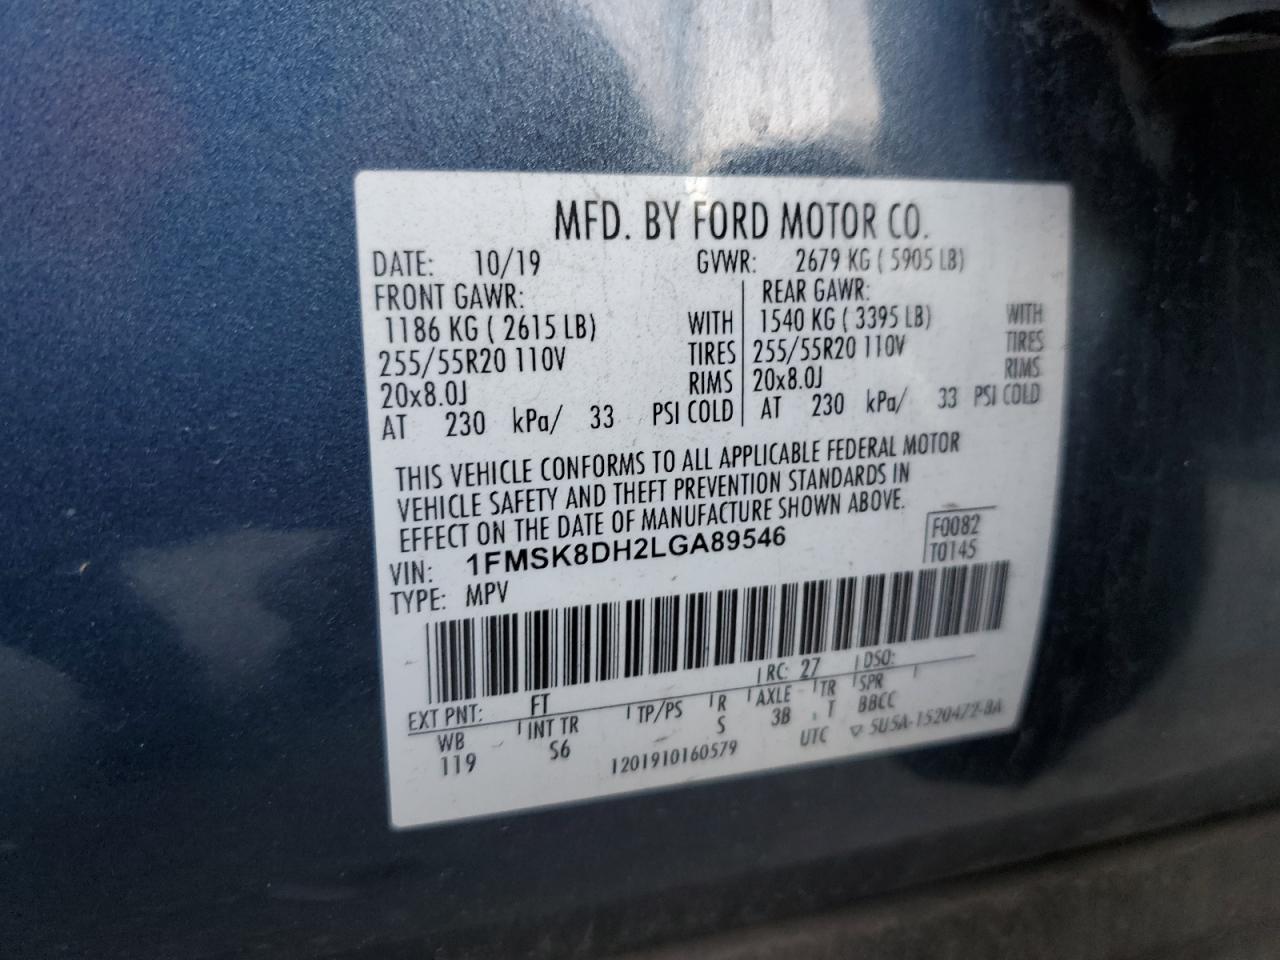 MFD. BY FORD MOTOR CO.
DATE: 10/19 GVWR: 2679 KG ( 5905 LB)
FRONT GAWR: REAR GAWR:
1186 KG ( 2615 LB) WITH 1540 KG ( 3395 LB) WITH
255/55R20 110V TIRES 255/55R20 110V TIRES
20x8.0J RIMS 20x8.0J RIMS
AT 230 kPa/ 33 PSI COLD AT 230 kPa/ 33 PSI COLD
THIS VEHICLE CONFORMS TO ALL APPLICABLE FEDERAL MOTOR
VEHICLE SAFETY AND THEFT PREVENTION STANDARDS IN
EFFECT ON THE DATE OF MANUFACTURE SHOWN ABOVE.
VIN: 1FMSK8DH2LGA89546 F0082
TYPE: MPV T0145
EXT PNT: FT RC: 27 DSO:
WB INT TR TP/PS R AXLE TR SPR
119 S6 S 3B T BBCC
1201910160579 UTC ▽ 5U5A-1520472-BA